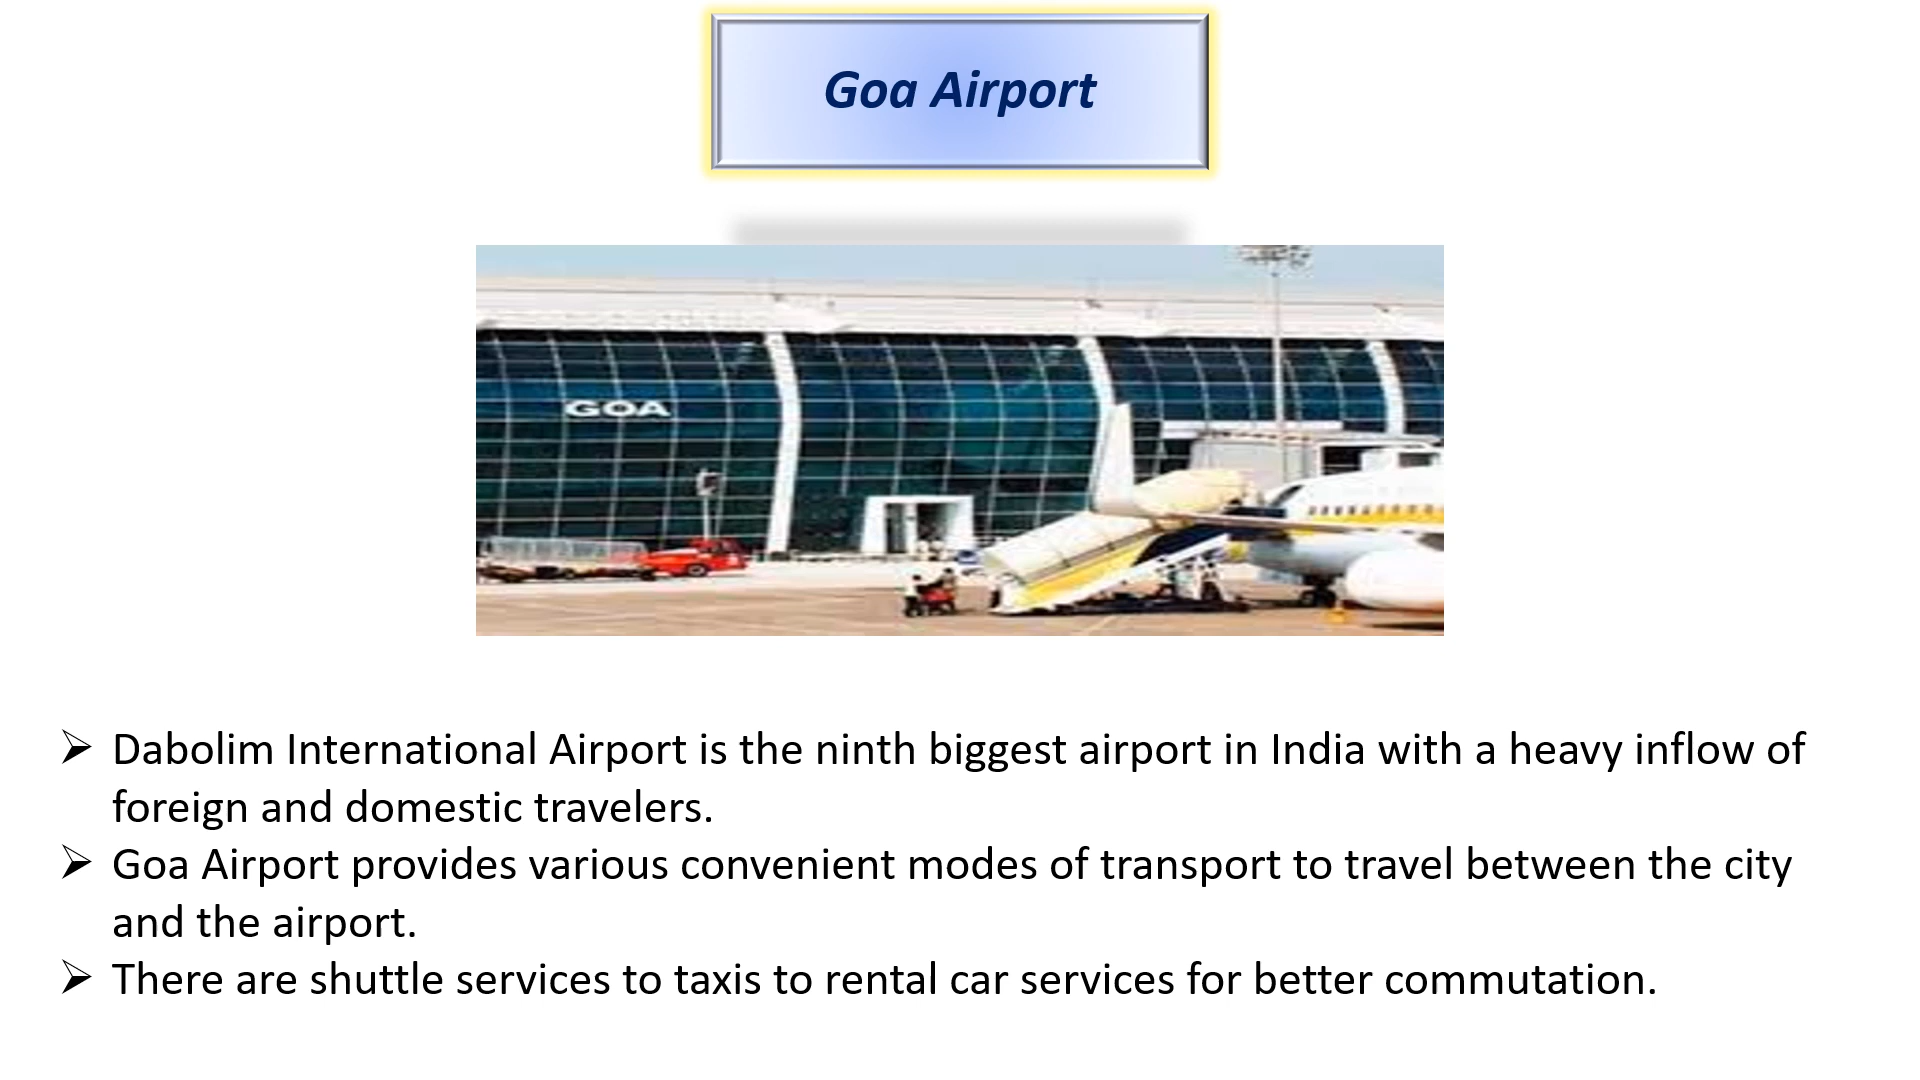 Goa Airport
GOA
➢ Dabolim International Airport is the ninth biggest airport in India with a heavy inflow of
foreign and domestic travelers.
➢ Goa Airport provides various convenient modes of transport to travel between the city
and the airport.
➢ There are shuttle services to taxis to rental car services for better commutation.